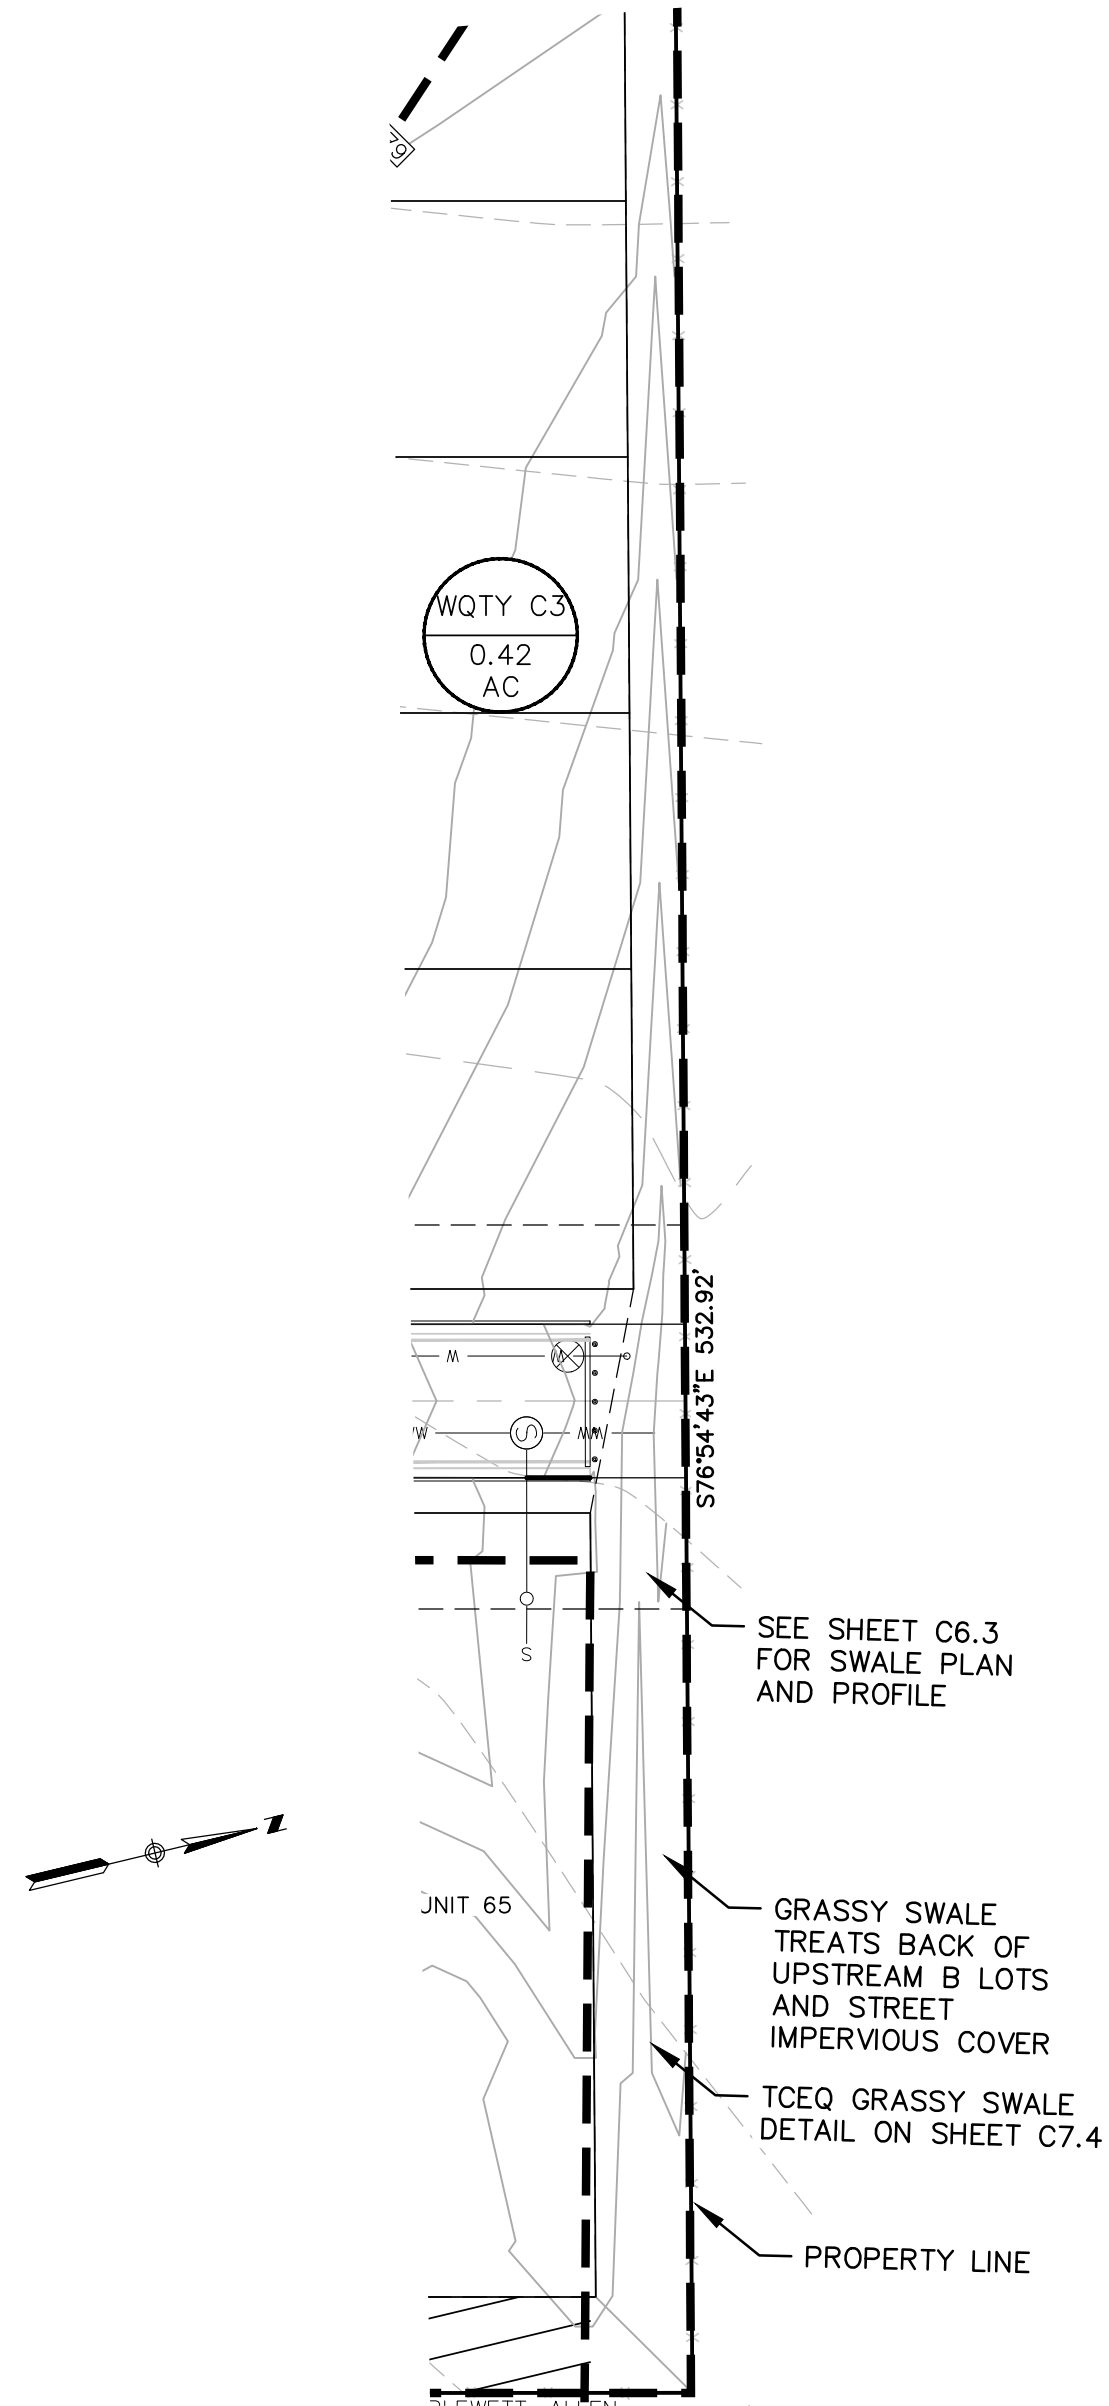 79
WQTY C3
0.42
AC
S76°54'43"E 532.92'
W
S
WW
S
SEE SHEET C6.3
FOR SWALE PLAN
AND PROFILE
N
UNIT 65
GRASSY SWALE
TREATS BACK OF
UPSTREAM B LOTS
AND STREET
IMPERVIOUS COVER
TCEQ GRASSY SWALE
DETAIL ON SHEET C7.4
PROPERTY LINE